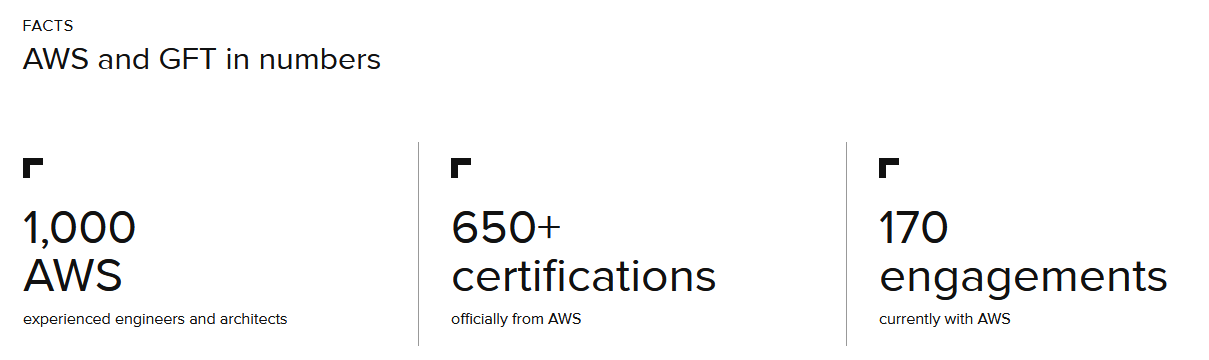 FACTS
AWS and GFT in numbers
1,000
AWS
experienced engineers and architects
650+
certifications
officially from AWS
170
engagements
currently with AWS